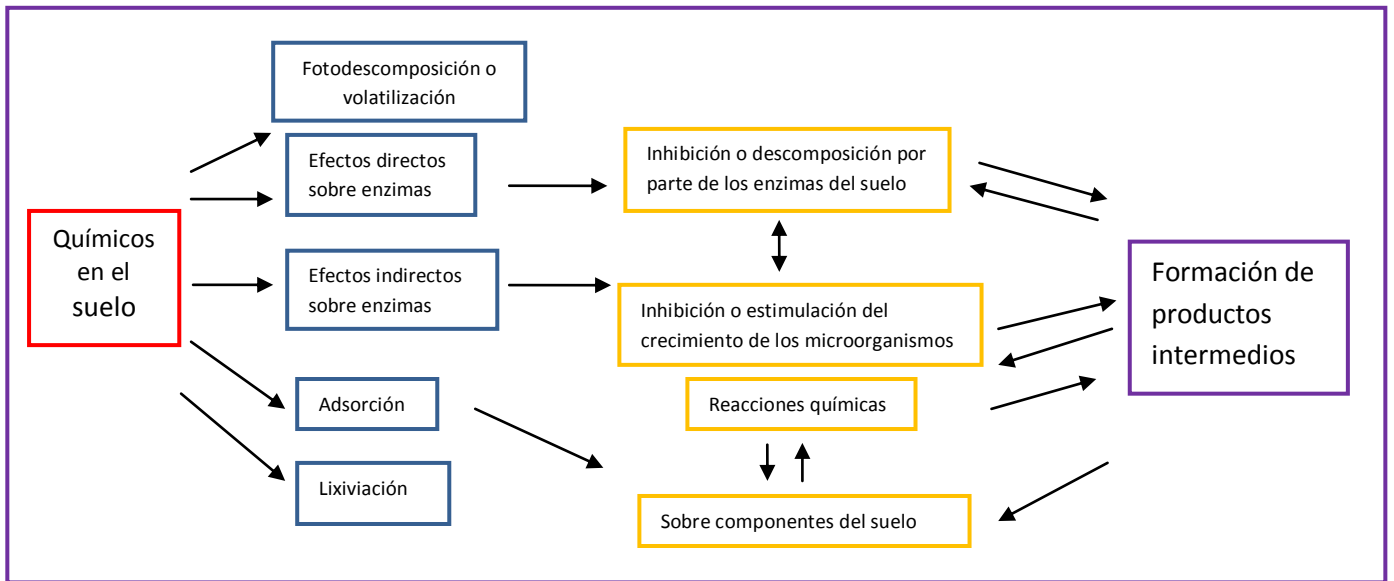 Químicos
en el
suelo
Fotodescomposición o
volatilización
Efectos directos
sobre enzimas
Efectos indirectos
sobre enzimas
Adsorción
Lixiviación
Inhibición o descomposición por
parte de los enzimas del suelo
Inhibición o estimulación del
crecimiento de los microorganismos
Reacciones químicas
Sobre componentes del suelo
Formación de
productos
intermedios